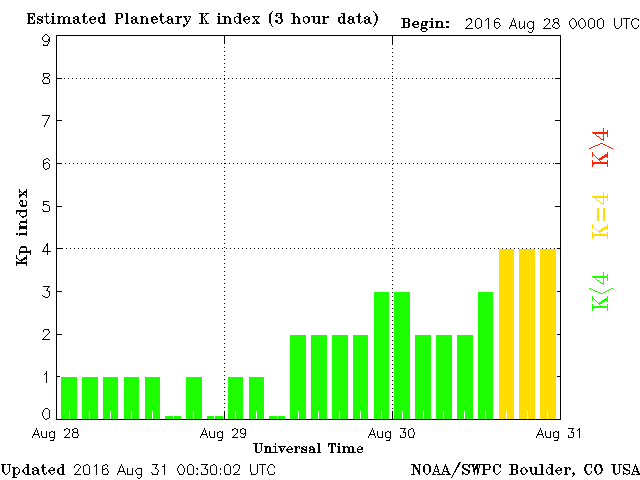 Estimated Planetary K index (3 hour data) Begin: 2016 Aug 28 0000 UTC
9
8
7
6
5
4
3
2
1
0
Kp index
K>4
K=4
K<4
Aug 28 Aug 29 Aug 30 Aug 31
Universal Time
Updated 2016 Aug 31 00:30:02 UTC NOAA/SWPC Boulder, CO USA